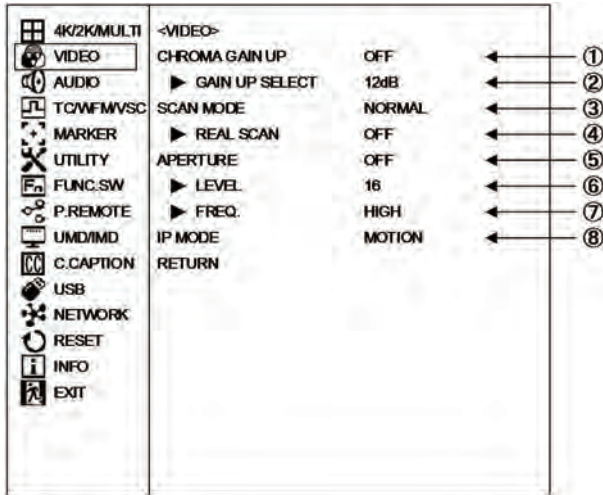 4K/2K/MULTI <VIDEO>
VIDEO CHROMA GAIN UP OFF ①
AUDIO ▶ GAIN UP SELECT 12dB ②
TC/WFM/VSC SCAN MODE NORMAL ③
MARKER ▶ REAL SCAN OFF ④
UTILITY APERTURE OFF ⑤
Fn FUNC.SW ▶ LEVEL 16 ⑥
P.REMOTE ▶ FREQ. HIGH ⑦
UMD/IMD IP MODE MOTION ⑧
CC C.CAPTION RETURN
USB
NETWORK
RESET
i INFO
EXIT